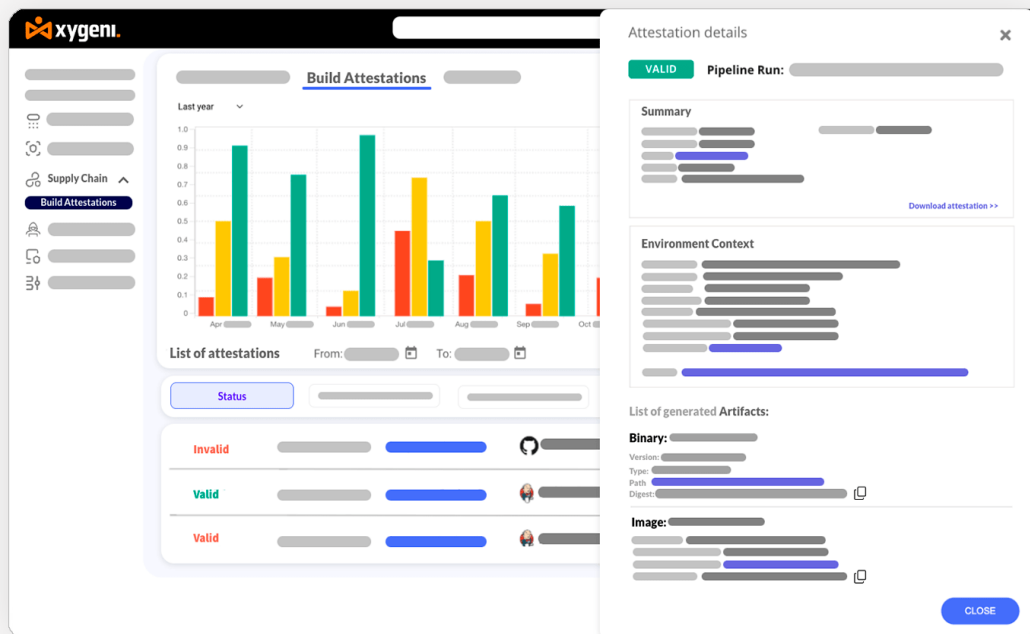 xygeni.
Supply Chain
Build Attestations
Build Attestations
Last year
1.0
0.9
0.8
0.7
0.6
0.5
0.4
0.3
0.2
0.1
0
Apr
May
Jun
Jul
Aug
Sep
Oct
List of attestations
From:
To:
Status
Invalid
Valid
Valid
Attestation details
VALID
Pipeline Run:
Summary
Download attestation >>
Environment Context
List of generated Artifacts:
Binary:
Version:
Type:
Path
Digest:
Image:
CLOSE